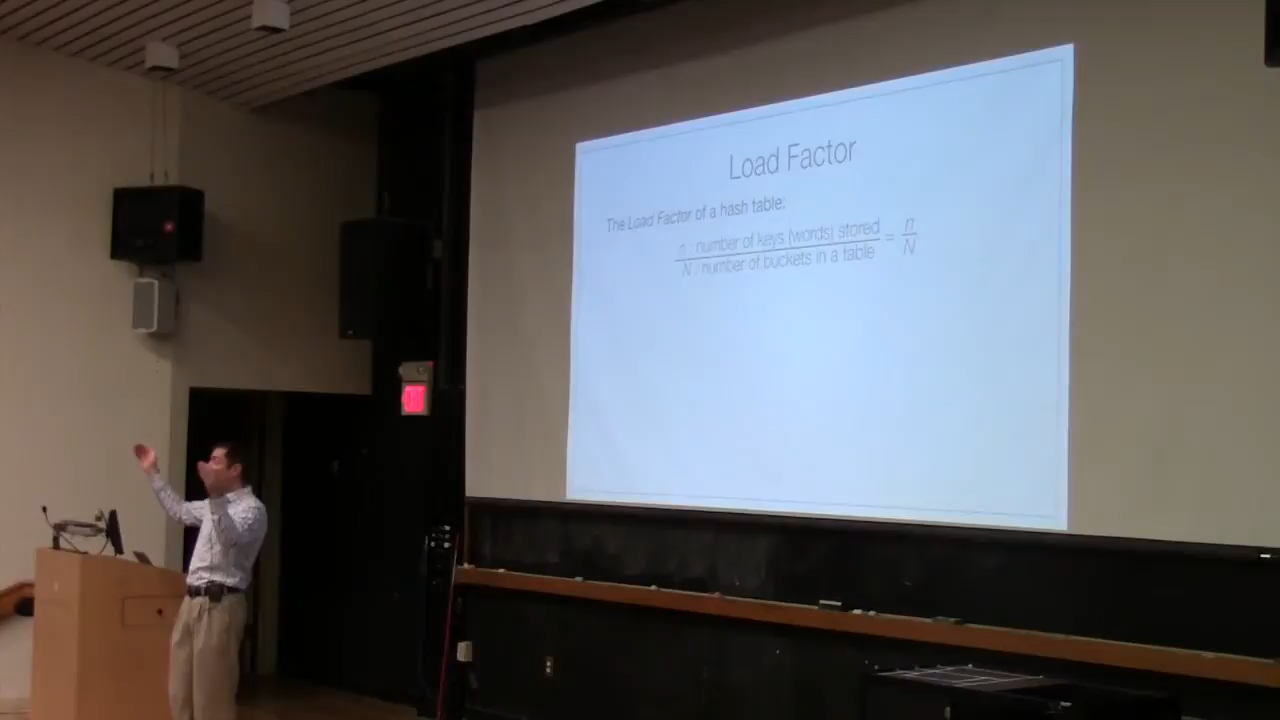 Load Factor
The Load Factor of a hash table:
n : number of keys (words) stored
N : number of buckets in a table
= n
N